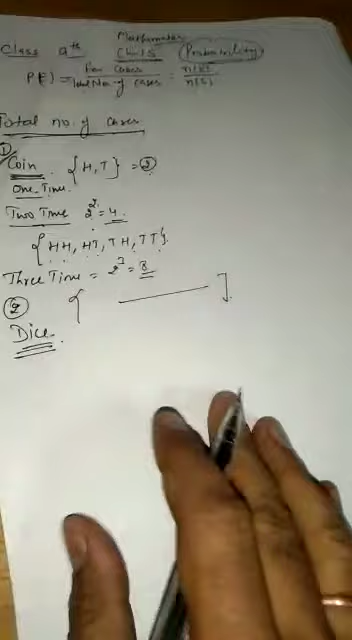 Mathematics
Class 9th Ch-15 (Probability)
P(E) = Fav Cases / Total No. of cases = n(E) / n(S)
Total no. of cases
① Coin {H, T} = ②
One Time
Two Time 2² = 4
{HH, HT, TH, TT}
Three Time = 2³ = 8
② { ——— }
Dice